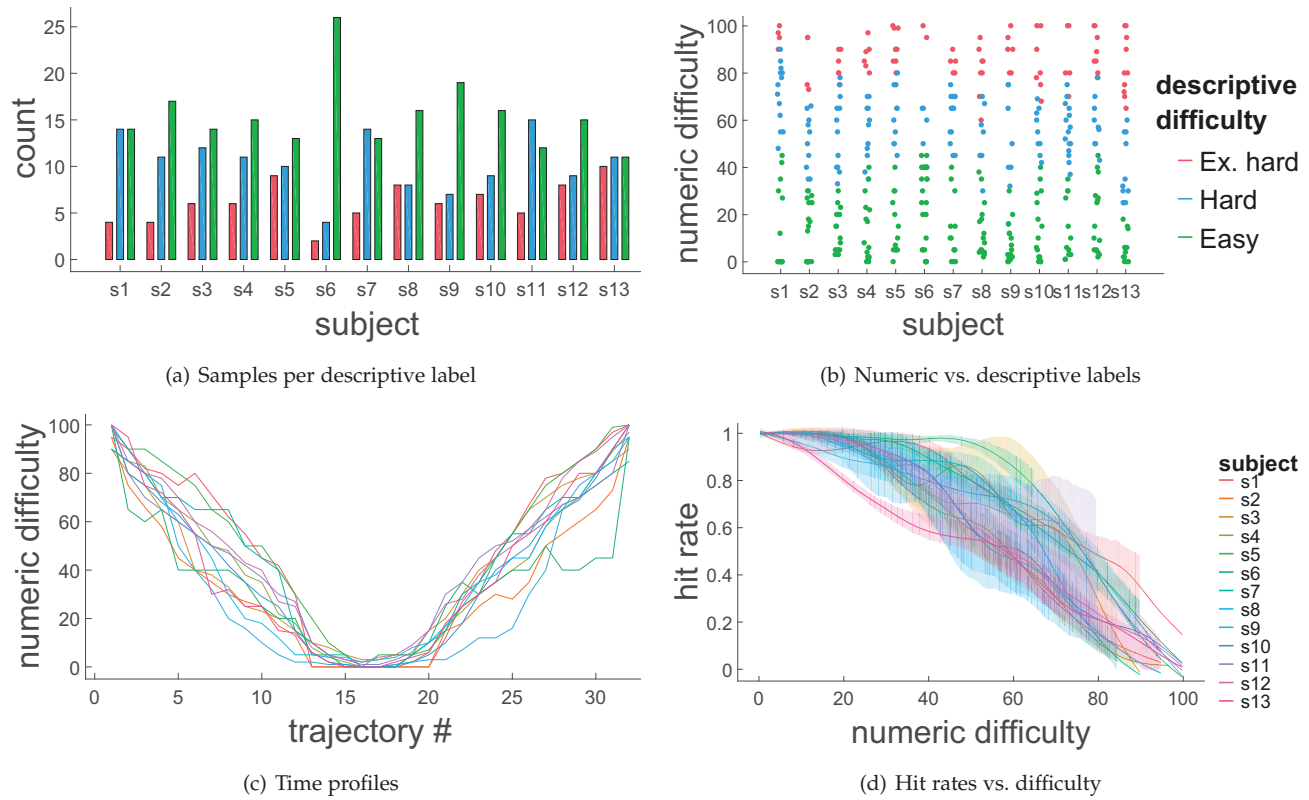 25
20
15
10
5
0
count
s1 s2 s3 s4 s5 s6 s7 s8 s9 s10 s11 s12 s13
subject
(a) Samples per descriptive label
100
80
60
40
20
0
numeric difficulty
s1 s2 s3 s4 s5 s6 s7 s8 s9 s10 s11 s12 s13
subject
descriptive
difficulty
Ex. hard
Hard
Easy
(b) Numeric vs. descriptive labels
100
80
60
40
20
0
numeric difficulty
0 5 10 15 20 25 30
trajectory #
(c) Time profiles
1
0.8
0.6
0.4
0.2
0
hit rate
0 20 40 60 80 100
numeric difficulty
subject
s1
s2
s3
s4
s5
s6
s7
s8
s9
s10
s11
s12
s13
(d) Hit rates vs. difficulty